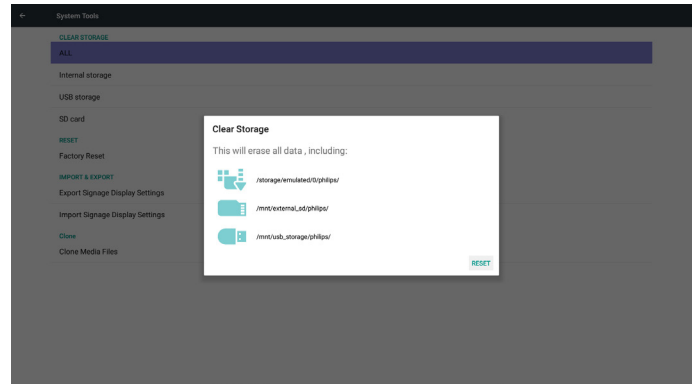 System Tools
CLEAR STORAGE
ALL
Internal storage
USB storage
SD card
RESET
Factory Reset
IMPORT & EXPORT
Export Signage Display Settings
Import Signage Display Settings
Clone
Clone Media Files
Clear Storage
This will erase all data , including:
/storage/emulated/0/philips/
/mnt/external_sd/philips/
/mnt/usb_storage/philips/
RESET